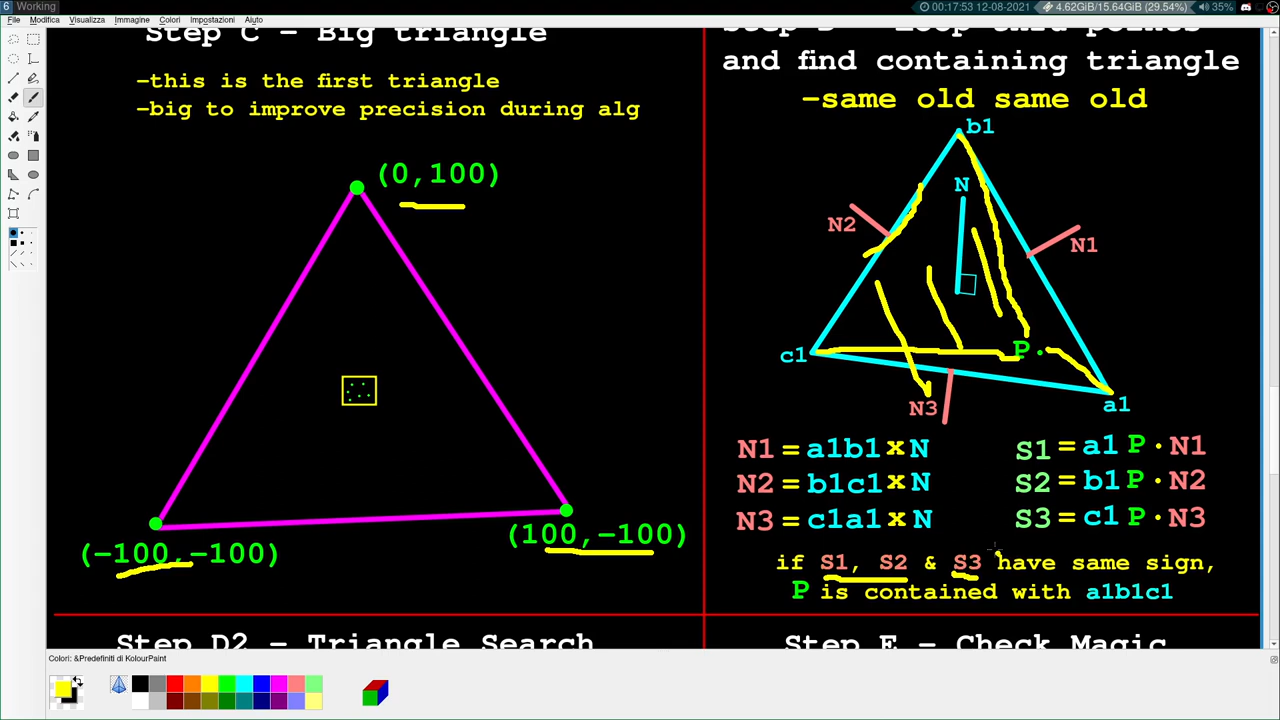 6 Working
00:17:53 12-08-2021 4.62GiB/15.64GiB (29.54%) 35%
File Modifica Visualizza Immagine Colori Impostazioni Aiuto
Step C - Big triangle
-this is the first triangle
-big to improve precision during alg
(0,100)
(-100,-100)
(100,-100)
and find containing triangle
-same old same old
b1
N
N2
N1
c1
P.
N3
a1
N1 = a1b1 x N
S1 = a1 P · N1
N2 = b1c1 x N
S2 = b1 P · N2
N3 = c1a1 x N
S3 = c1 P · N3
if S1, S2 & S3 have same sign,
P is contained with a1b1c1
Step D2 - Triangle Search
Step E - Check Magic
Colori: &Predefiniti di KolourPaint